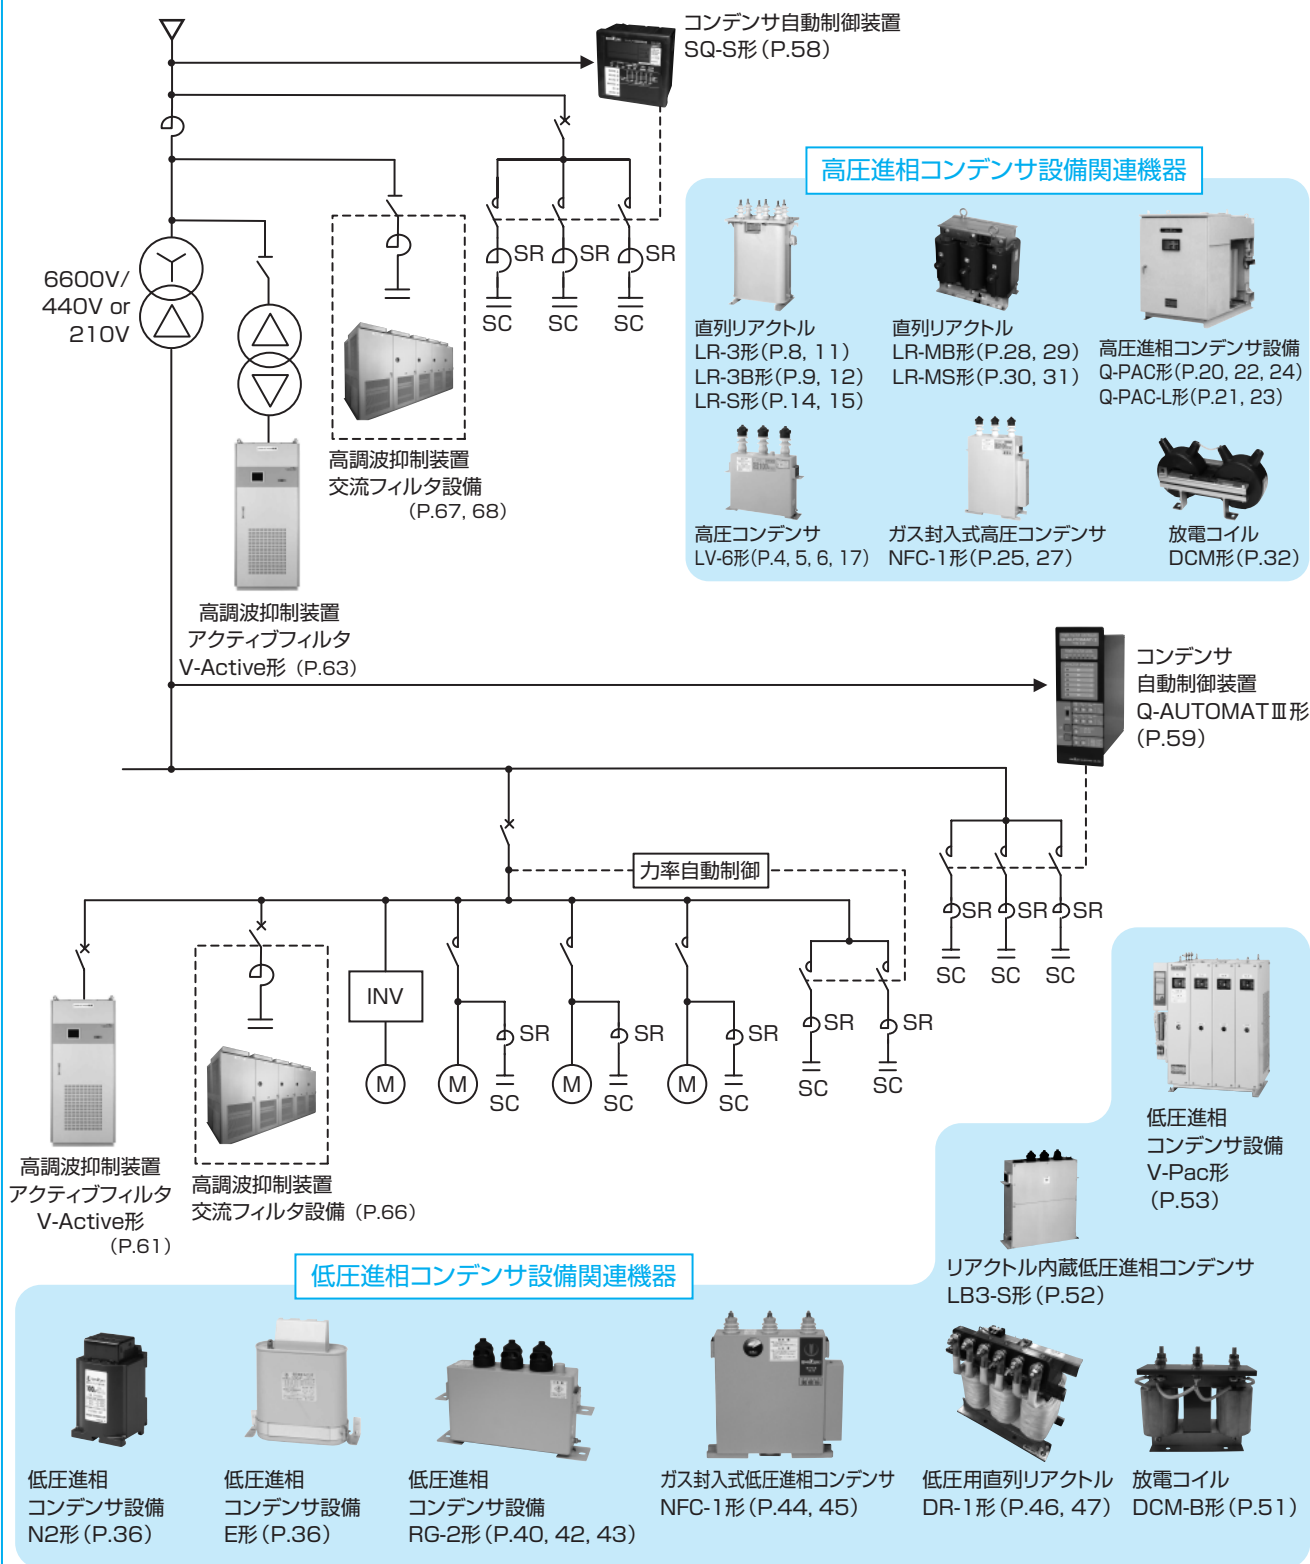 コンデンサ自動制御装置
SQ-S形(P.58)
高圧進相コンデンサ設備関連機器
6600V/
440V or
210V
SR
SR
SR
SC
SC
SC
直列リアクトル
LR-3形(P.8, 11)
LR-3B形(P.9, 12)
LR-S形(P.14, 15)
直列リアクトル
LR-MB形(P.28, 29)
LR-MS形(P.30, 31)
高圧進相コンデンサ設備
Q-PAC形(P.20, 22, 24)
Q-PAC-L形(P.21, 23)
高調波抑制装置
交流フィルタ設備
(P.67, 68)
高圧コンデンサ
LV-6形(P.4, 5, 6, 17)
ガス封入式高圧コンデンサ
NFC-1形(P.25, 27)
放電コイル
DCM形(P.32)
高調波抑制装置
アクティブフィルタ
V-Active形 (P.63)
コンデンサ
自動制御装置
Q-AUTOMATⅢ形
(P.59)
力率自動制御
SR
SR
SR
SC
SC
SC
INV
SR
SR
SR
SR
SR
M
M
M
M
SC
SC
SC
SC
SC
低圧進相
コンデンサ設備
V-Pac形
(P.53)
高調波抑制装置
アクティブフィルタ
V-Active形
(P.61)
高調波抑制装置
交流フィルタ設備 (P.66)
リアクトル内蔵低圧進相コンデンサ
LB3-S形(P.52)
低圧進相コンデンサ設備関連機器
低圧進相
コンデンサ設備
N2形(P.36)
低圧進相
コンデンサ設備
E形(P.36)
低圧進相
コンデンサ設備
RG-2形(P.40, 42, 43)
ガス封入式低圧進相コンデンサ
NFC-1形(P.44, 45)
低圧用直列リアクトル
DR-1形(P.46, 47)
放電コイル
DCM-B形(P.51)